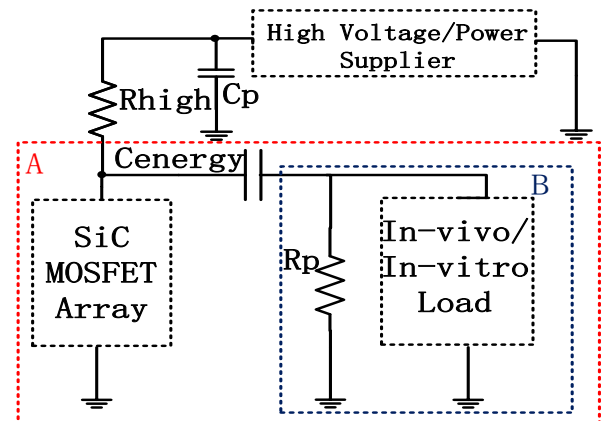 High Voltage/Power
Supplier
Rhigh
Cp
A
Cenergy
B
SiC
MOSFET
Array
Rp
In-vivo/
In-vitro
Load